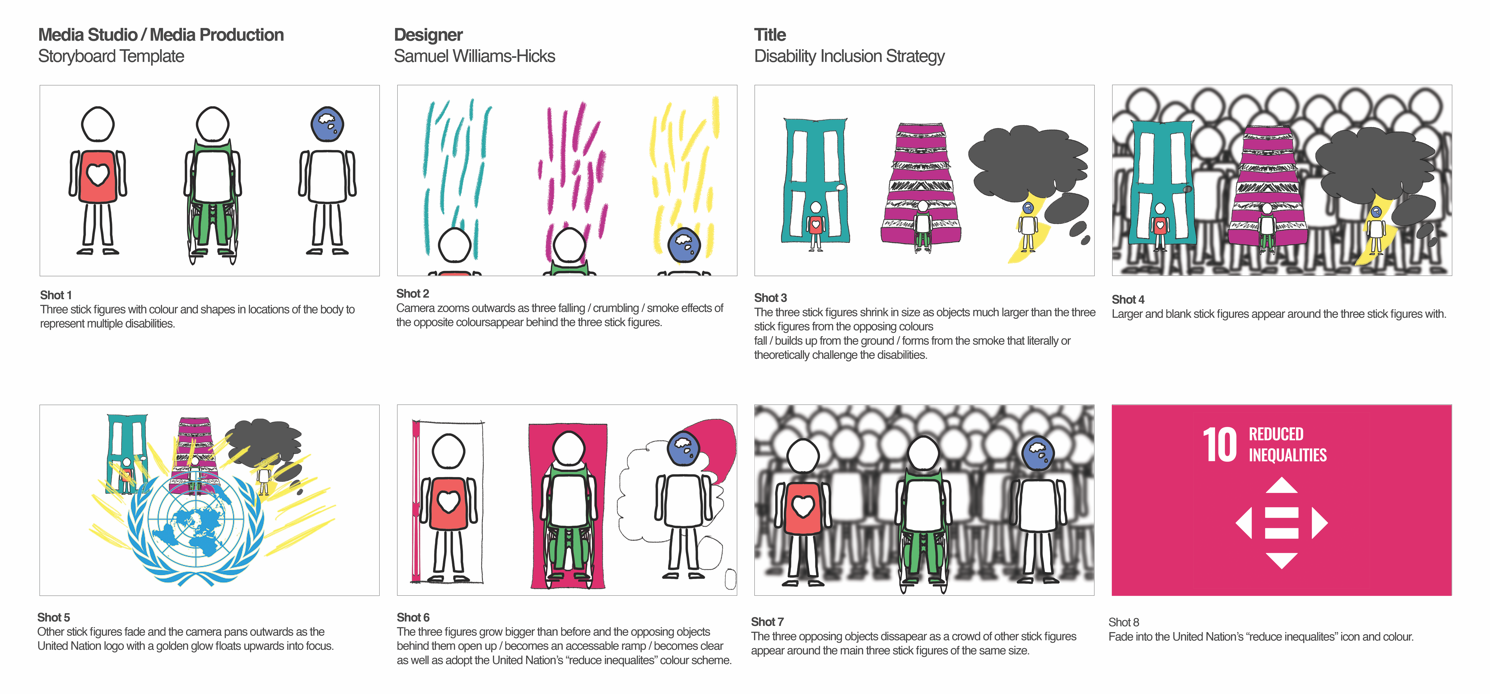 Media Studio / Media Production
Storyboard Template
Designer
Samuel Williams-Hicks
Title
Disability Inclusion Strategy
Shot 1
Three stick figures with colour and shapes in locations of the body to
represent multiple disabilities.
Shot 2
Camera zooms outwards as three falling / crumbling / smoke effects of
the opposite coloursappear behind the three stick figures.
Shot 3
The three stick figures shrink in size as objects much larger than the three
stick figures from the opposing colours
fall / builds up from the ground / forms from the smoke that literally or
theoretically challenge the disabilities.
Shot 4
Larger and blank stick figures appear around the three stick figures with.
Shot 5
Other stick figures fade and the camera pans outwards as the
United Nation logo with a golden glow floats upwards into focus.
Shot 6
The three figures grow bigger than before and the opposing objects
behind them open up / becomes an accessable ramp / becomes clear
as well as adopt the United Nation's “reduce inequalites” colour scheme.
Shot 7
The three opposing objects dissapear as a crowd of other stick figures
appear around the main three stick figures of the same size.
10 REDUCED
INEQUALITIES
Shot 8
Fade into the United Nation's “reduce inequalites” icon and colour.